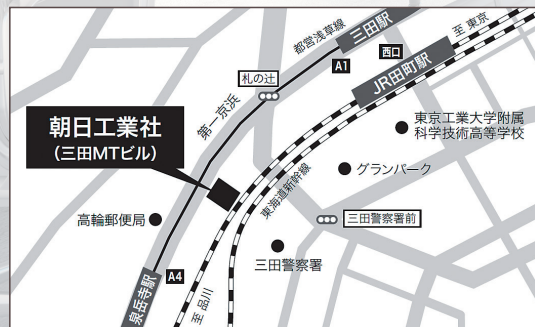 都営浅草線
三田駅
至 東京
西口
A1
JR田町駅
札の辻
第一京浜
朝日工業社
(三田MTビル)
東京工業大学附属
科学技術高等学校
グランパーク
東海道新幹線
高輪郵便局
三田警察署前
三田警察署
A4
泉岳寺駅
至 品川